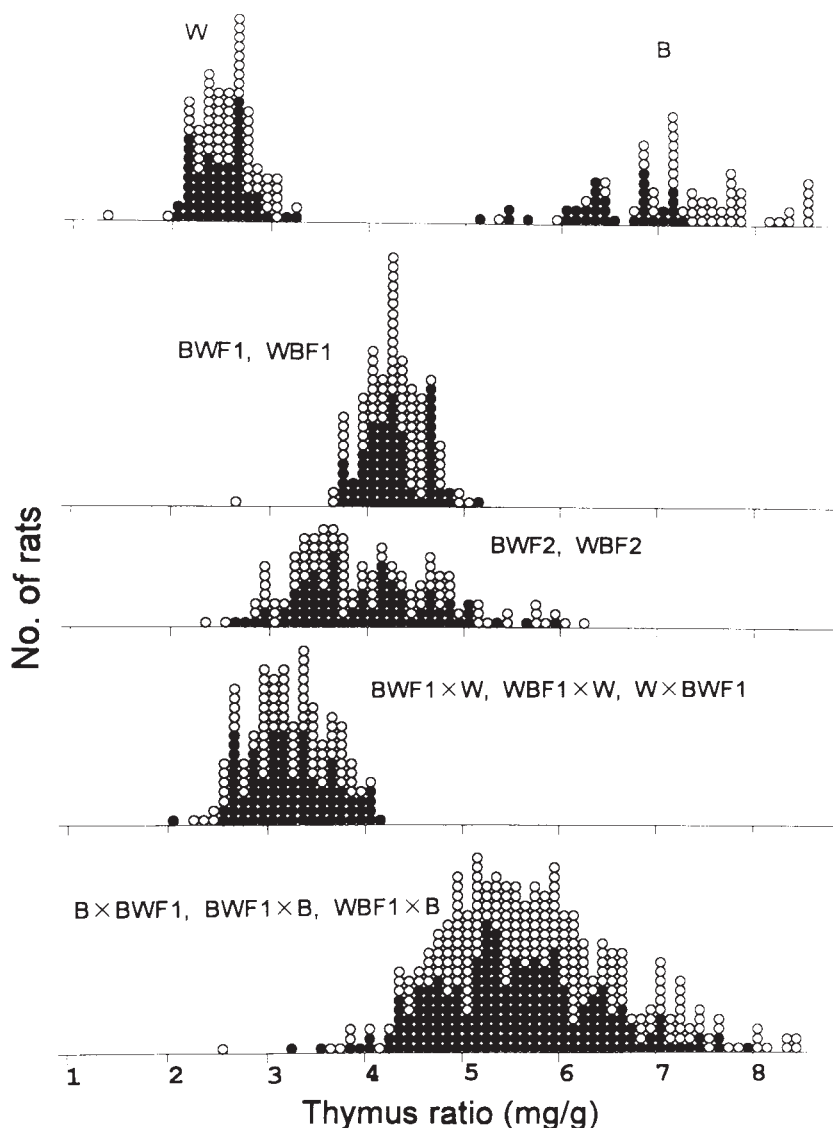 W
B
BWF1, WBF1
BWF2, WBF2
BWF1×W, WBF1×W, W×BWF1
B×BWF1, BWF1×B, WBF1×B
No. of rats
1 2 3 4 5 6 7 8
Thymus ratio (mg/g)